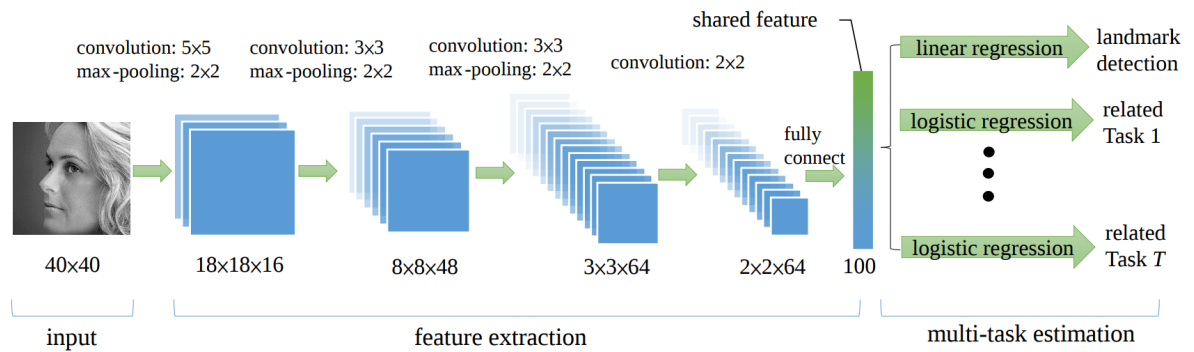 shared feature
convolution: 5×5
max-pooling: 2×2
convolution: 3×3
max-pooling: 2×2
convolution: 3×3
max-pooling: 2×2
convolution: 2×2
fully
connect
linear regression
landmark
detection
logistic regression
related
Task 1
logistic regression
related
Task T
40×40
18×18×16
8×8×48
3×3×64
2×2×64
100
input
feature extraction
multi-task estimation